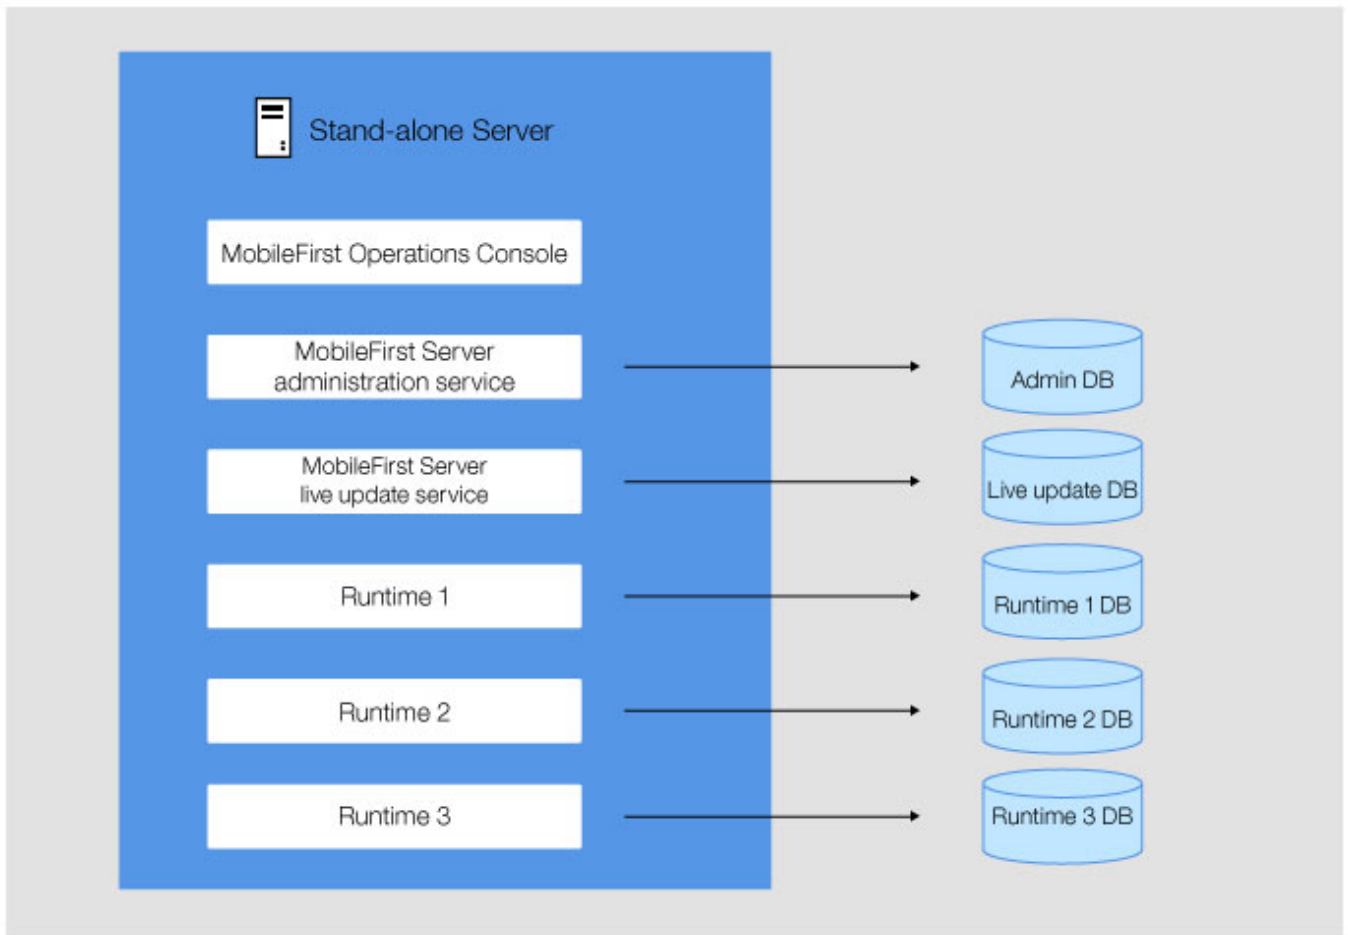 Stand-alone Server
MobileFirst Operations Console
MobileFirst Server
administration service
Admin DB
MobileFirst Server
live update service
Live update DB
Runtime 1
Runtime 1 DB
Runtime 2
Runtime 2 DB
Runtime 3
Runtime 3 DB